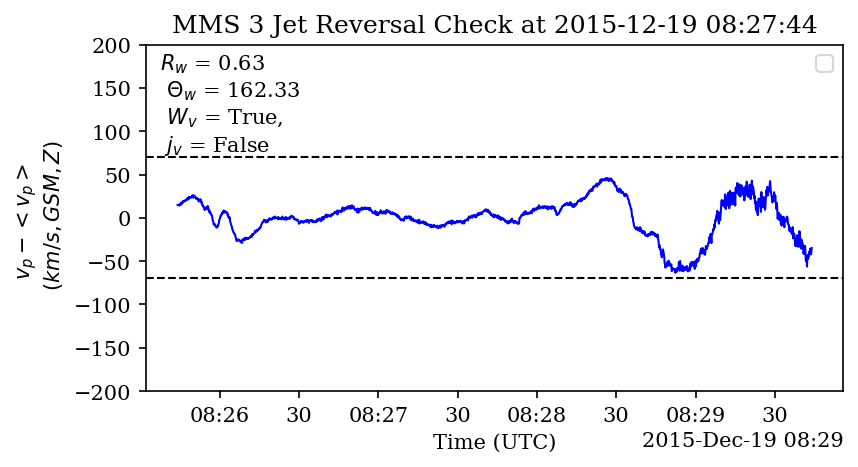 MMS 3 Jet Reversal Check at 2015-12-19 08:27:44
R_w = 0.63
Θ_w = 162.33
W_v = True,
j_v = False
v_p − < v_p >
(km/s, GSM, Z)
200
150
100
50
0
−50
−100
−150
−200
08:26 30 08:27 30 08:28 30 08:29 30
Time (UTC) 2015-Dec-19 08:29